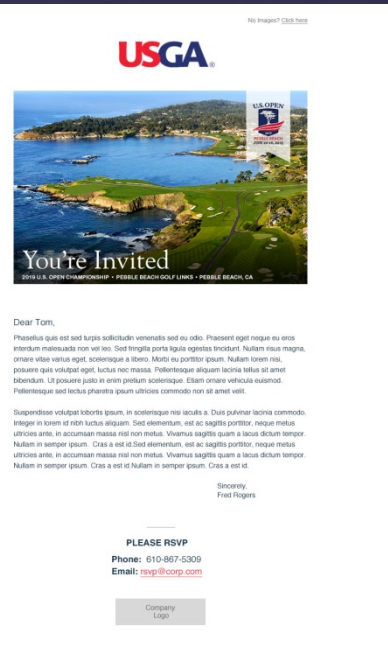 No Images? Click here
USGA®
U.S. OPEN
PEBBLE BEACH
You're Invited
2019 U.S. OPEN CHAMPIONSHIP • PEBBLE BEACH GOLF LINKS • PEBBLE BEACH, CA
Dear Tom,
Phasellus quis est sed turpis sollicitudin venenatis sed eu odio. Praesent eget neque eu eros
interdum malesuada non vel leo. Sed fringilla porta ligula egestas tincidunt. Nullam risus magna,
ornare vitae varius eget, scelerisque a libero. Morbi eu porttitor ipsum. Nullam lorem nisi,
posuere quis volutpat eget, luctus nec massa. Pellentesque aliquam lacinia tellus sit amet
bibendum. Ut posuere justo in enim pretium scelerisque. Etiam ornare vehicula euismod.
Pellentesque sed lectus pharetra ipsum ultricies commodo non sit amet velit.
Suspendisse volutpat lobortis ipsum, in scelerisque nisi iaculis a. Duis pulvinar lacinia commodo.
Integer in lorem id nibh luctus aliquam. Sed elementum, est ac sagittis porttitor, neque metus
ultricies ante, in accumsan massa nisl non metus. Vivamus sagittis quam a lacus dictum tempor.
Nullam in semper ipsum. Cras a est id.Sed elementum, est ac sagittis porttitor, neque metus
ultricies ante, in accumsan massa nisl non metus. Vivamus sagittis quam a lacus dictum tempor.
Nullam in semper ipsum. Cras a est id.Nullam in semper ipsum. Cras a est id.
Sincerely,
Fred Rogers
PLEASE RSVP
Phone: 610-867-5309
Email: rsvp@corp.com
Company
Logo